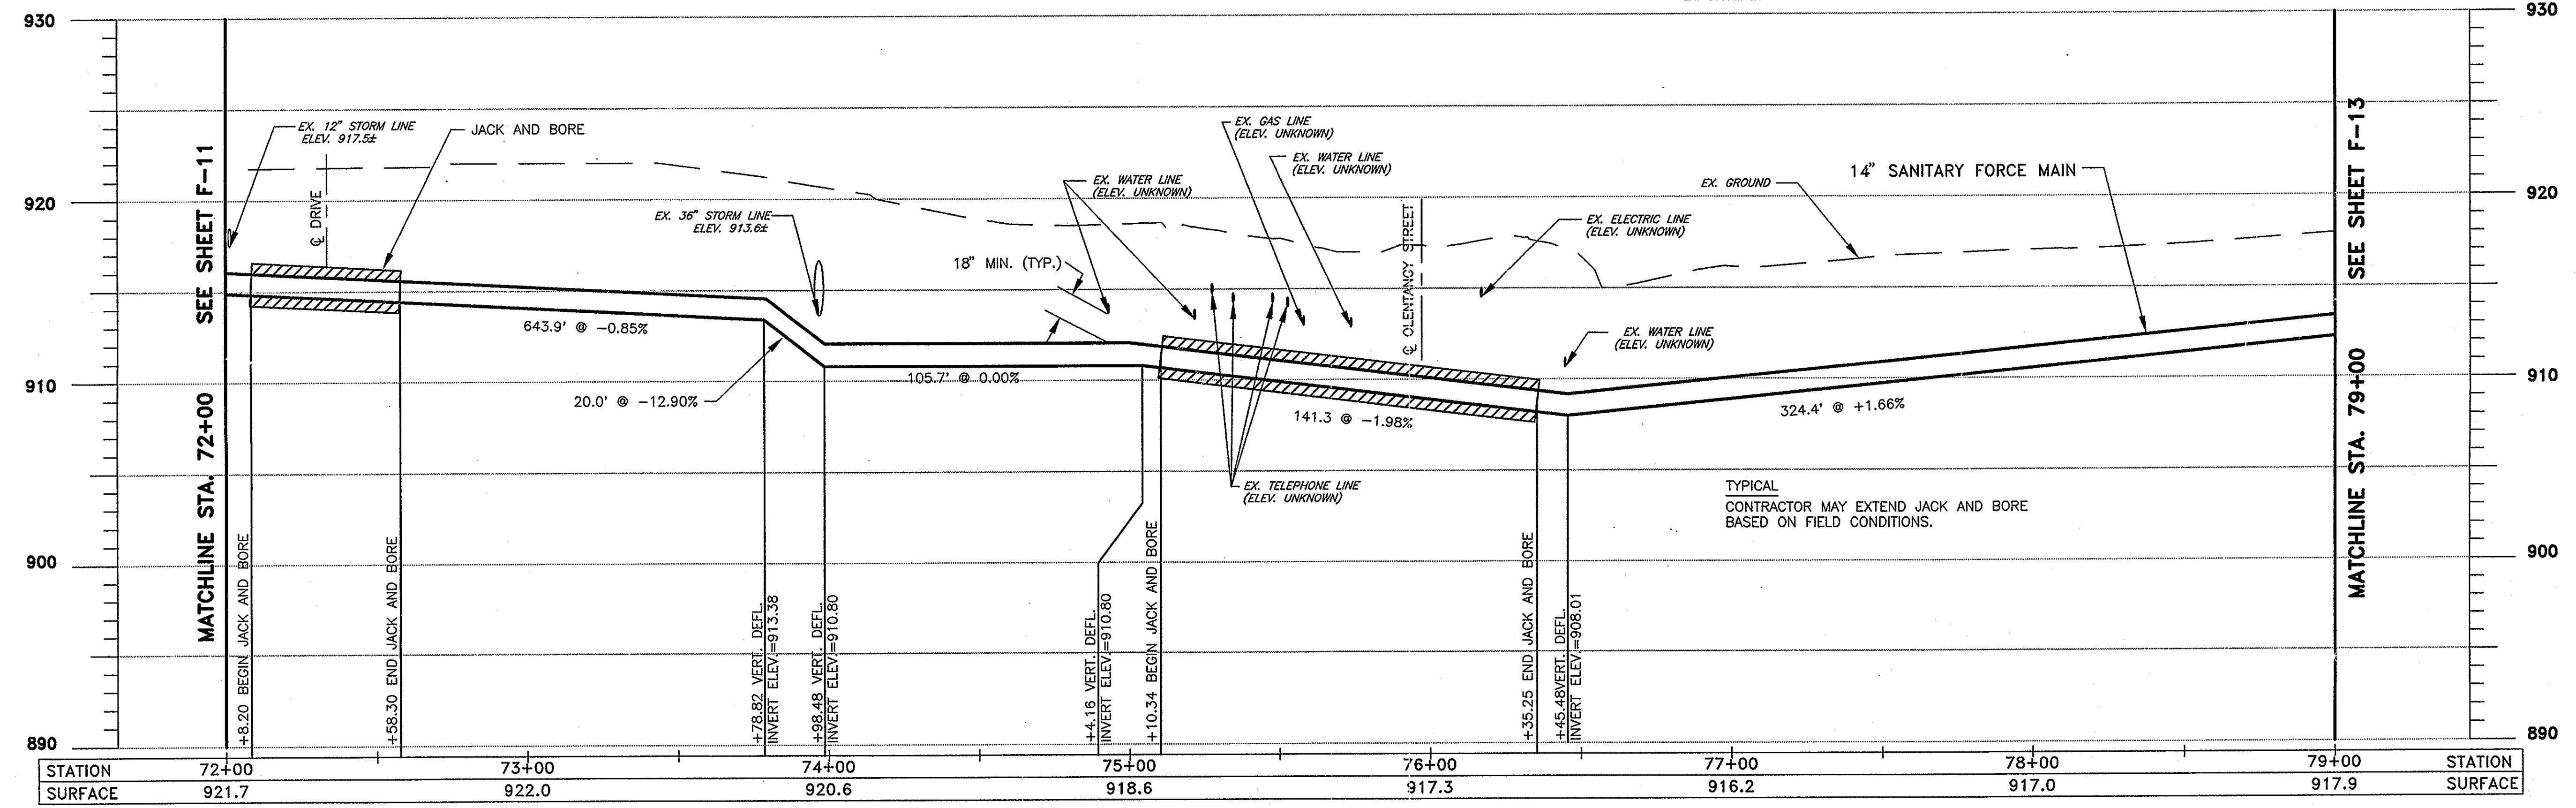 930
930
EX. 12" STORM LINE
ELEV. 917.5±
JACK AND BORE
EX. GAS LINE
(ELEV. UNKNOWN)
EX. WATER LINE
(ELEV. UNKNOWN)
EX. WATER LINE
(ELEV. UNKNOWN)
14" SANITARY FORCE MAIN
EX. GROUND
920
920
℄ DRIVE
EX. 36" STORM LINE
ELEV. 913.6±
EX. ELECTRIC LINE
(ELEV. UNKNOWN)
18" MIN. (TYP.)
℄ OLENTANGY STREET
MATCHLINE STA. 72+00 SEE SHEET F-11
MATCHLINE STA. 79+00 SEE SHEET F-13
643.9' @ -0.85%
EX. WATER LINE
(ELEV. UNKNOWN)
910
910
105.7' @ 0.00%
20.0' @ -12.90%
141.3 @ -1.98%
324.4' @ +1.66%
EX. TELEPHONE LINE
(ELEV. UNKNOWN)
TYPICAL
CONTRACTOR MAY EXTEND JACK AND BORE
BASED ON FIELD CONDITIONS.
900
900
+8.20 BEGIN JACK AND BORE
+58.30 END JACK AND BORE
+78.82 VERT. DEFL.
INVERT ELEV.=913.38
+98.48 VERT. DEFL.
INVERT ELEV.=910.80
+4.16 VERT. DEFL.
INVERT ELEV.=910.80
+10.34 BEGIN JACK AND BORE
+35.25 END JACK AND BORE
+45.48VERT. DEFL.
INVERT ELEV.=908.01
890
890
STATION 72+00 73+00 74+00 75+00 76+00 77+00 78+00 79+00 STATION
SURFACE 921.7 922.0 920.6 918.6 917.3 916.2 917.0 917.9 SURFACE